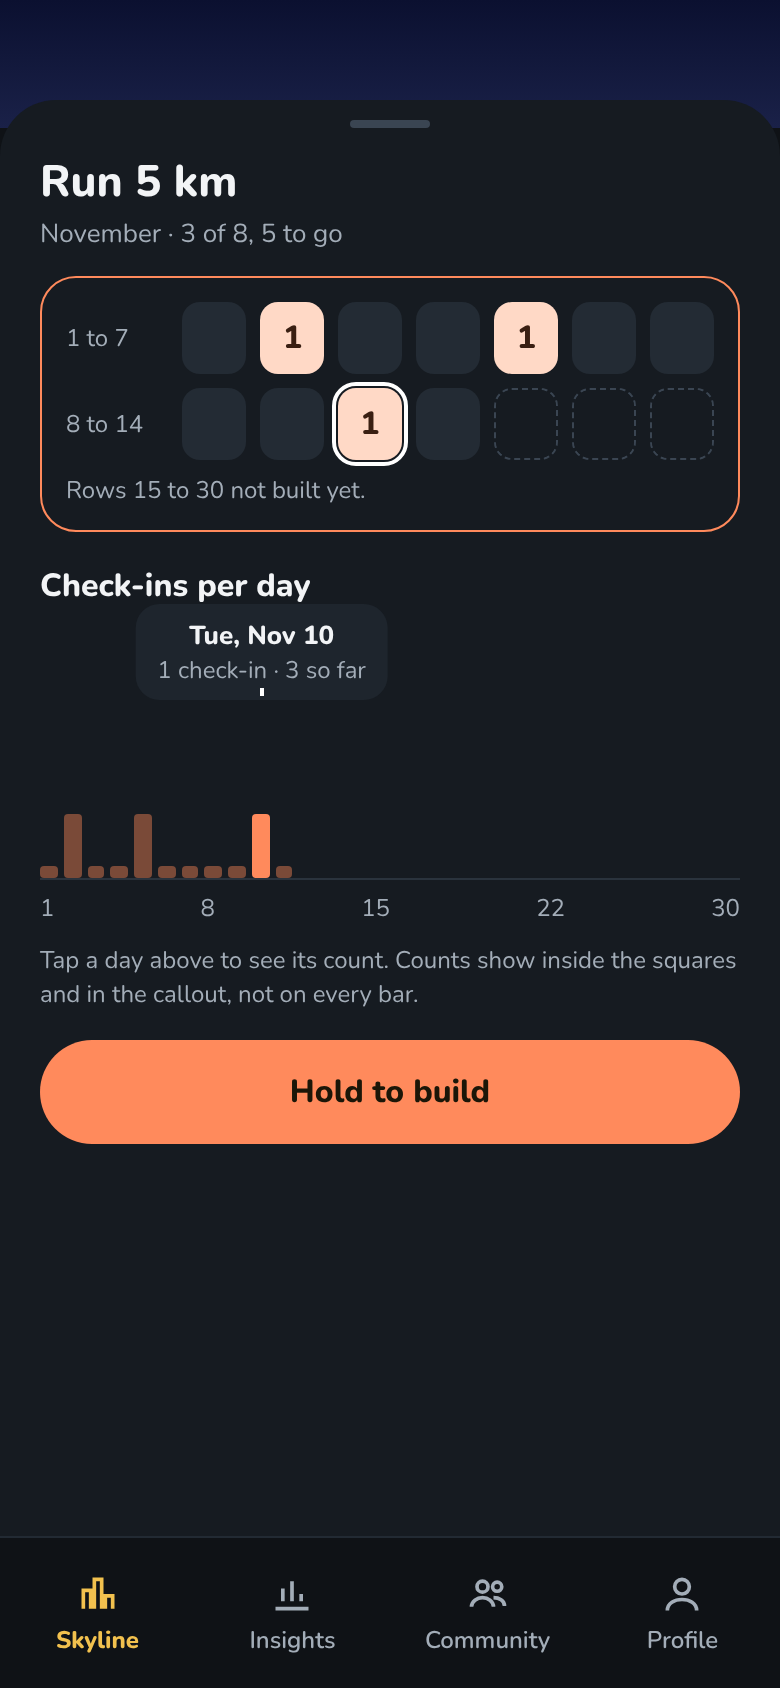 Run 5 km
November · 3 of 8, 5 to go
1 to 7 1 1
8 to 14 1
Rows 15 to 30 not built yet.
Check-ins per day
Tue, Nov 10
1 check-in · 3 so far
1 8 15 22 30
Tap a day above to see its count. Counts show inside the squares
and in the callout, not on every bar.
Hold to build
Skyline Insights Community Profile